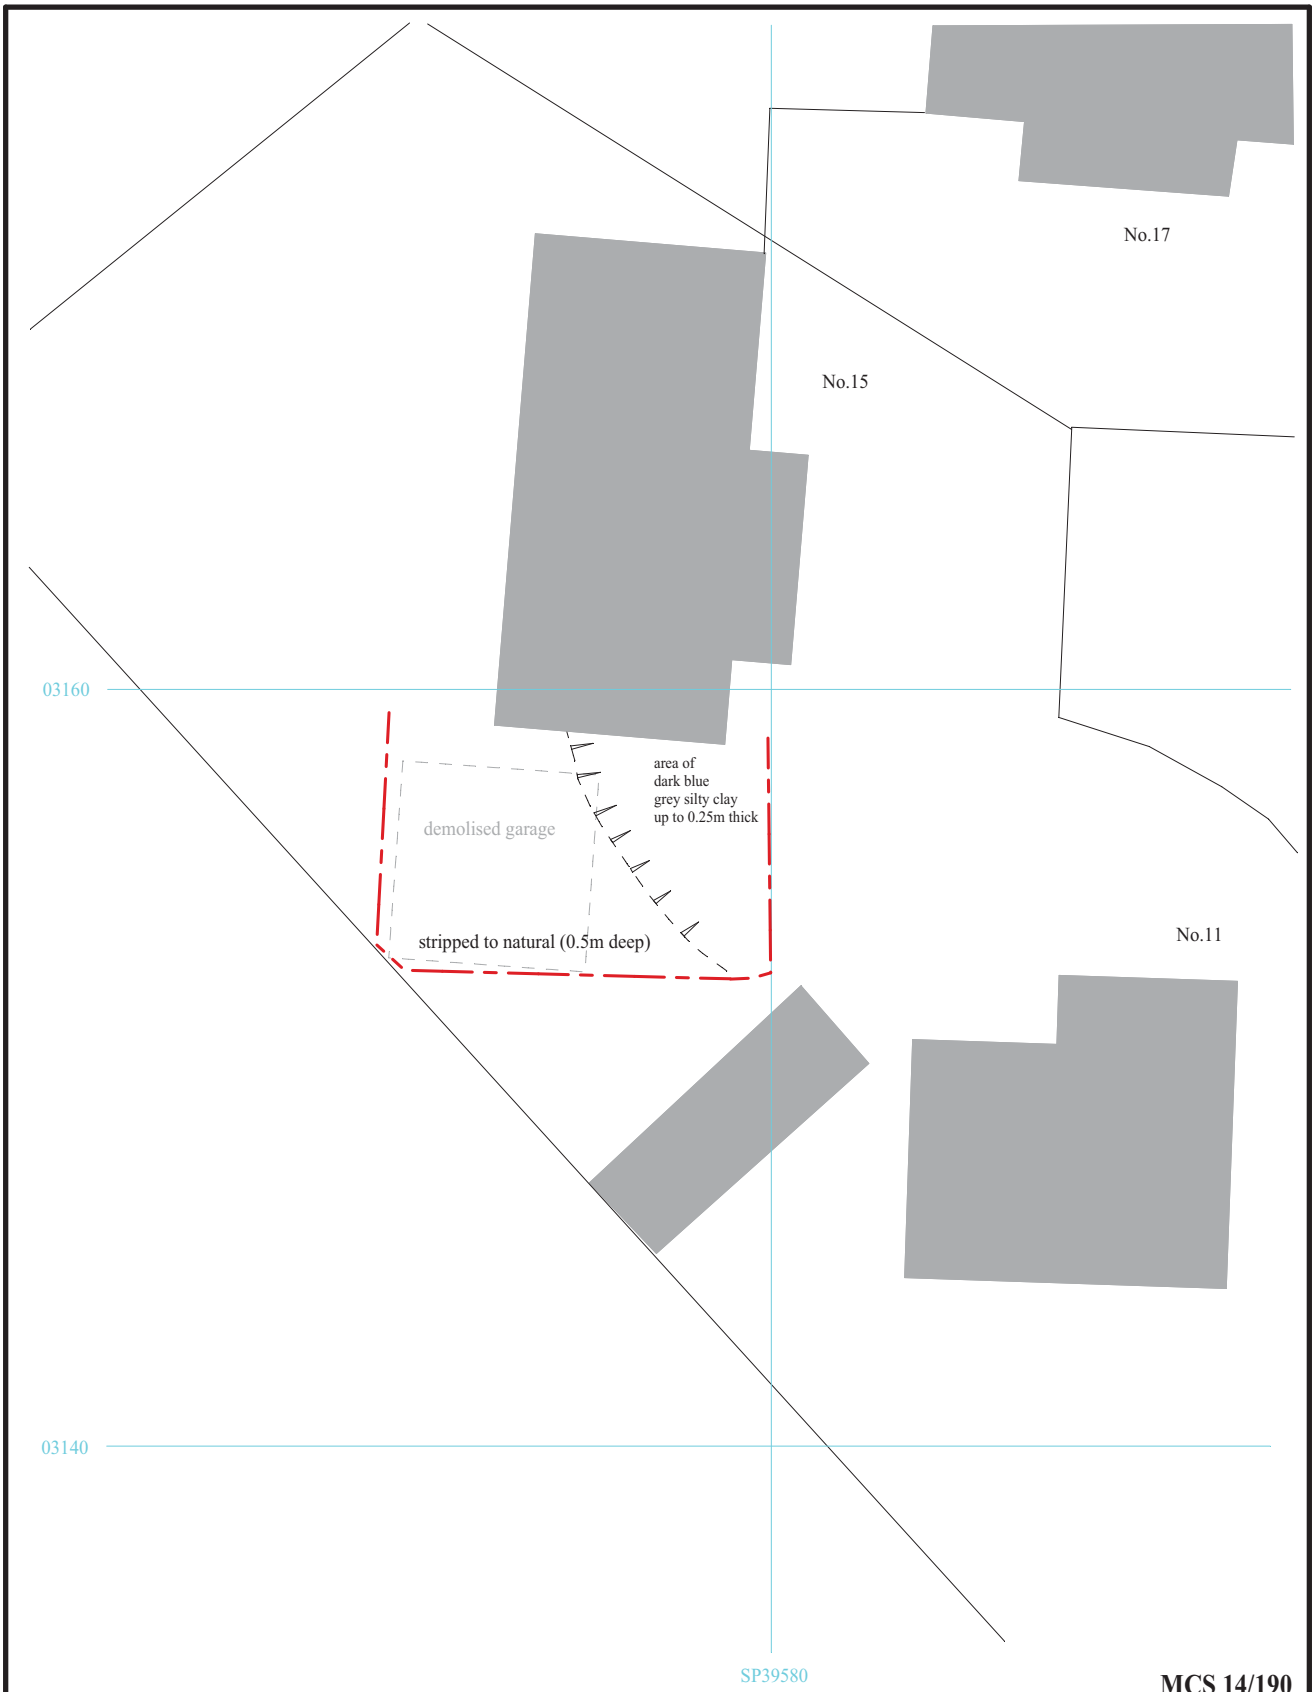 No.17
No.15
03160
area of
dark blue
grey silty clay
up to 0.25m thick
demolised garage
stripped to natural (0.5m deep)
No.11
03140
SP39580
MCS 14/190